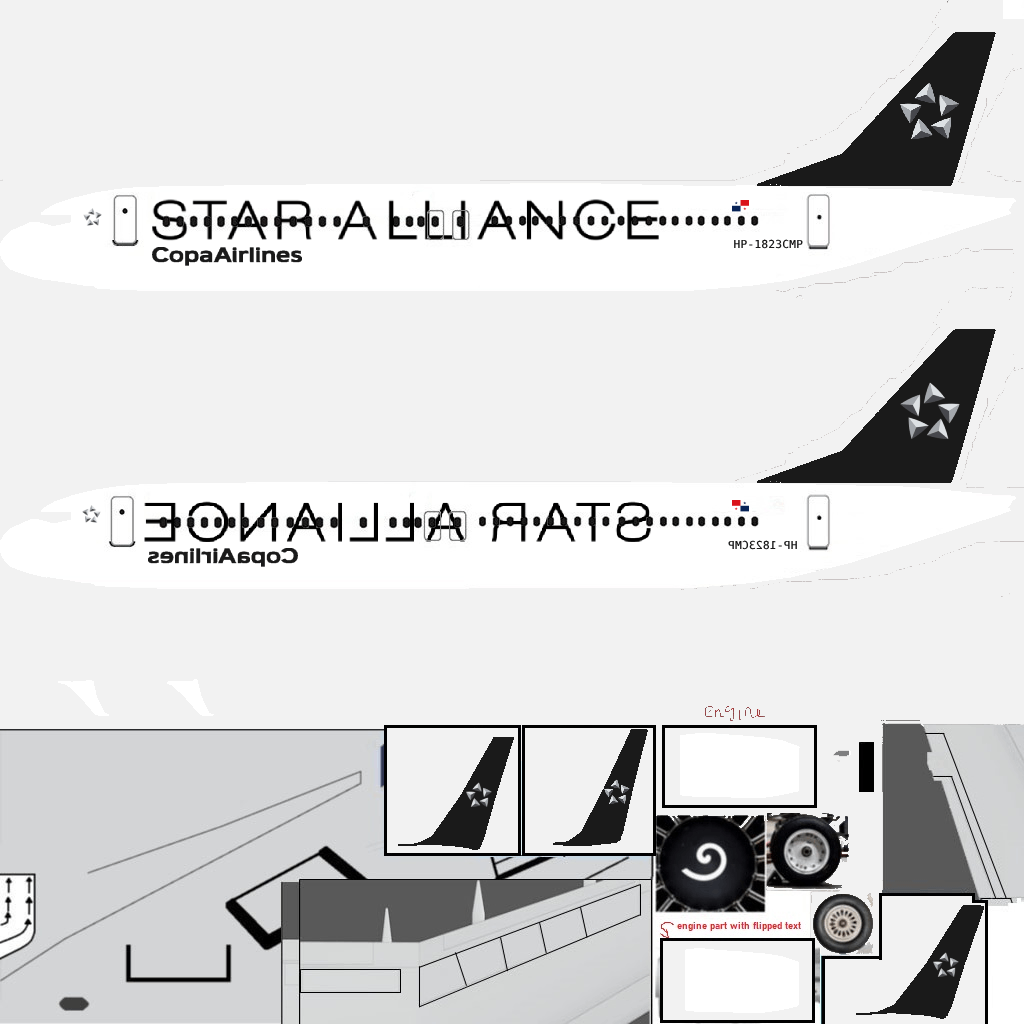 STAR ALLIANCE
CopaAirlines
HP-1823CMP
STAR ALLIANCE
CopaAirlines
HP-1823CMP
Engine
engine part with flipped text